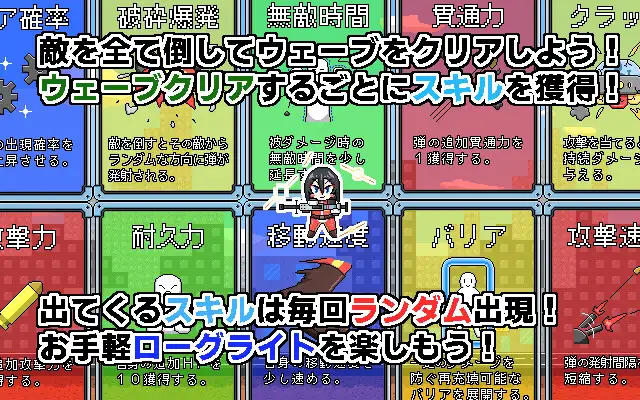 ア確率
破砕爆発
無敵時間
貫通力
クラッ
敵を全て倒してウェーブをクリアしよう！
ウェーブクリアするごとにスキルを獲得！
の出現確率を
上昇させる。
敵を倒すとその敵から
ランダムな方向に弾が
発射される。
被ダメージ時の
無敵時間を少し
延長す
弾の追加貫通力を
１獲得する。
攻撃を当てると
持続ダメー
与える。
攻撃力
耐久力
移動速度
バリア
攻撃速
出てくるスキルは毎回ランダム出現！
お手軽ローグライトを楽しもう！
追加攻撃力を
得する。
１０獲得する。
少し速める。
ダメージを
防ぐ再充填可能な
バリアを展開する。
弾の発射間隔
短縮する。